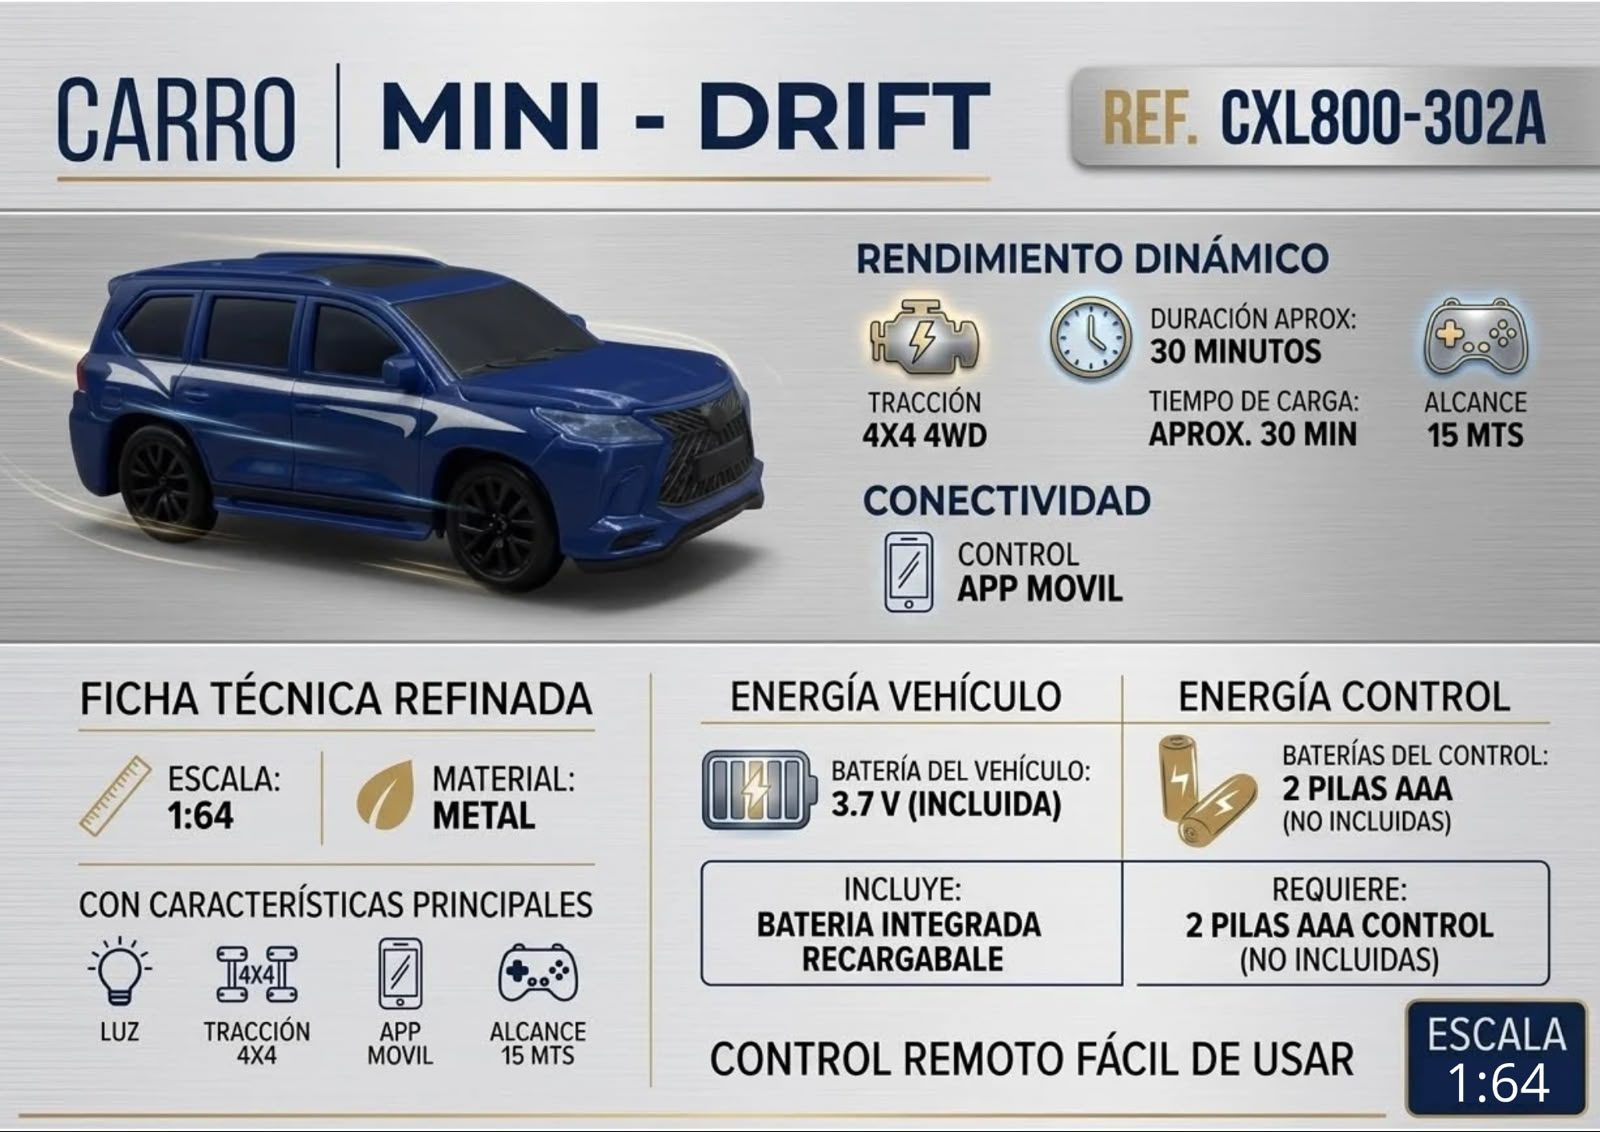 CARRO | MINI - DRIFT
REF. CXL800-302A
RENDIMIENTO DINÁMICO
TRACCIÓN
4X4 4WD
DURACIÓN APROX:
30 MINUTOS
TIEMPO DE CARGA:
APROX. 30 MIN
ALCANCE
15 MTS
CONECTIVIDAD
CONTROL
APP MOVIL
FICHA TÉCNICA REFINADA
ESCALA:
1:64
MATERIAL:
METAL
CON CARACTERÍSTICAS PRINCIPALES
LUZ
4X4
TRACCIÓN
4X4
APP
MOVIL
ALCANCE
15 MTS
ENERGÍA VEHÍCULO
BATERÍA DEL VEHÍCULO:
3.7 V (INCLUIDA)
ENERGÍA CONTROL
BATERÍAS DEL CONTROL:
2 PILAS AAA
(NO INCLUIDAS)
INCLUYE:
BATERIA INTEGRADA
RECARGABALE
REQUIERE:
2 PILAS AAA CONTROL
(NO INCLUIDAS)
CONTROL REMOTO FÁCIL DE USAR
ESCALA
1:64